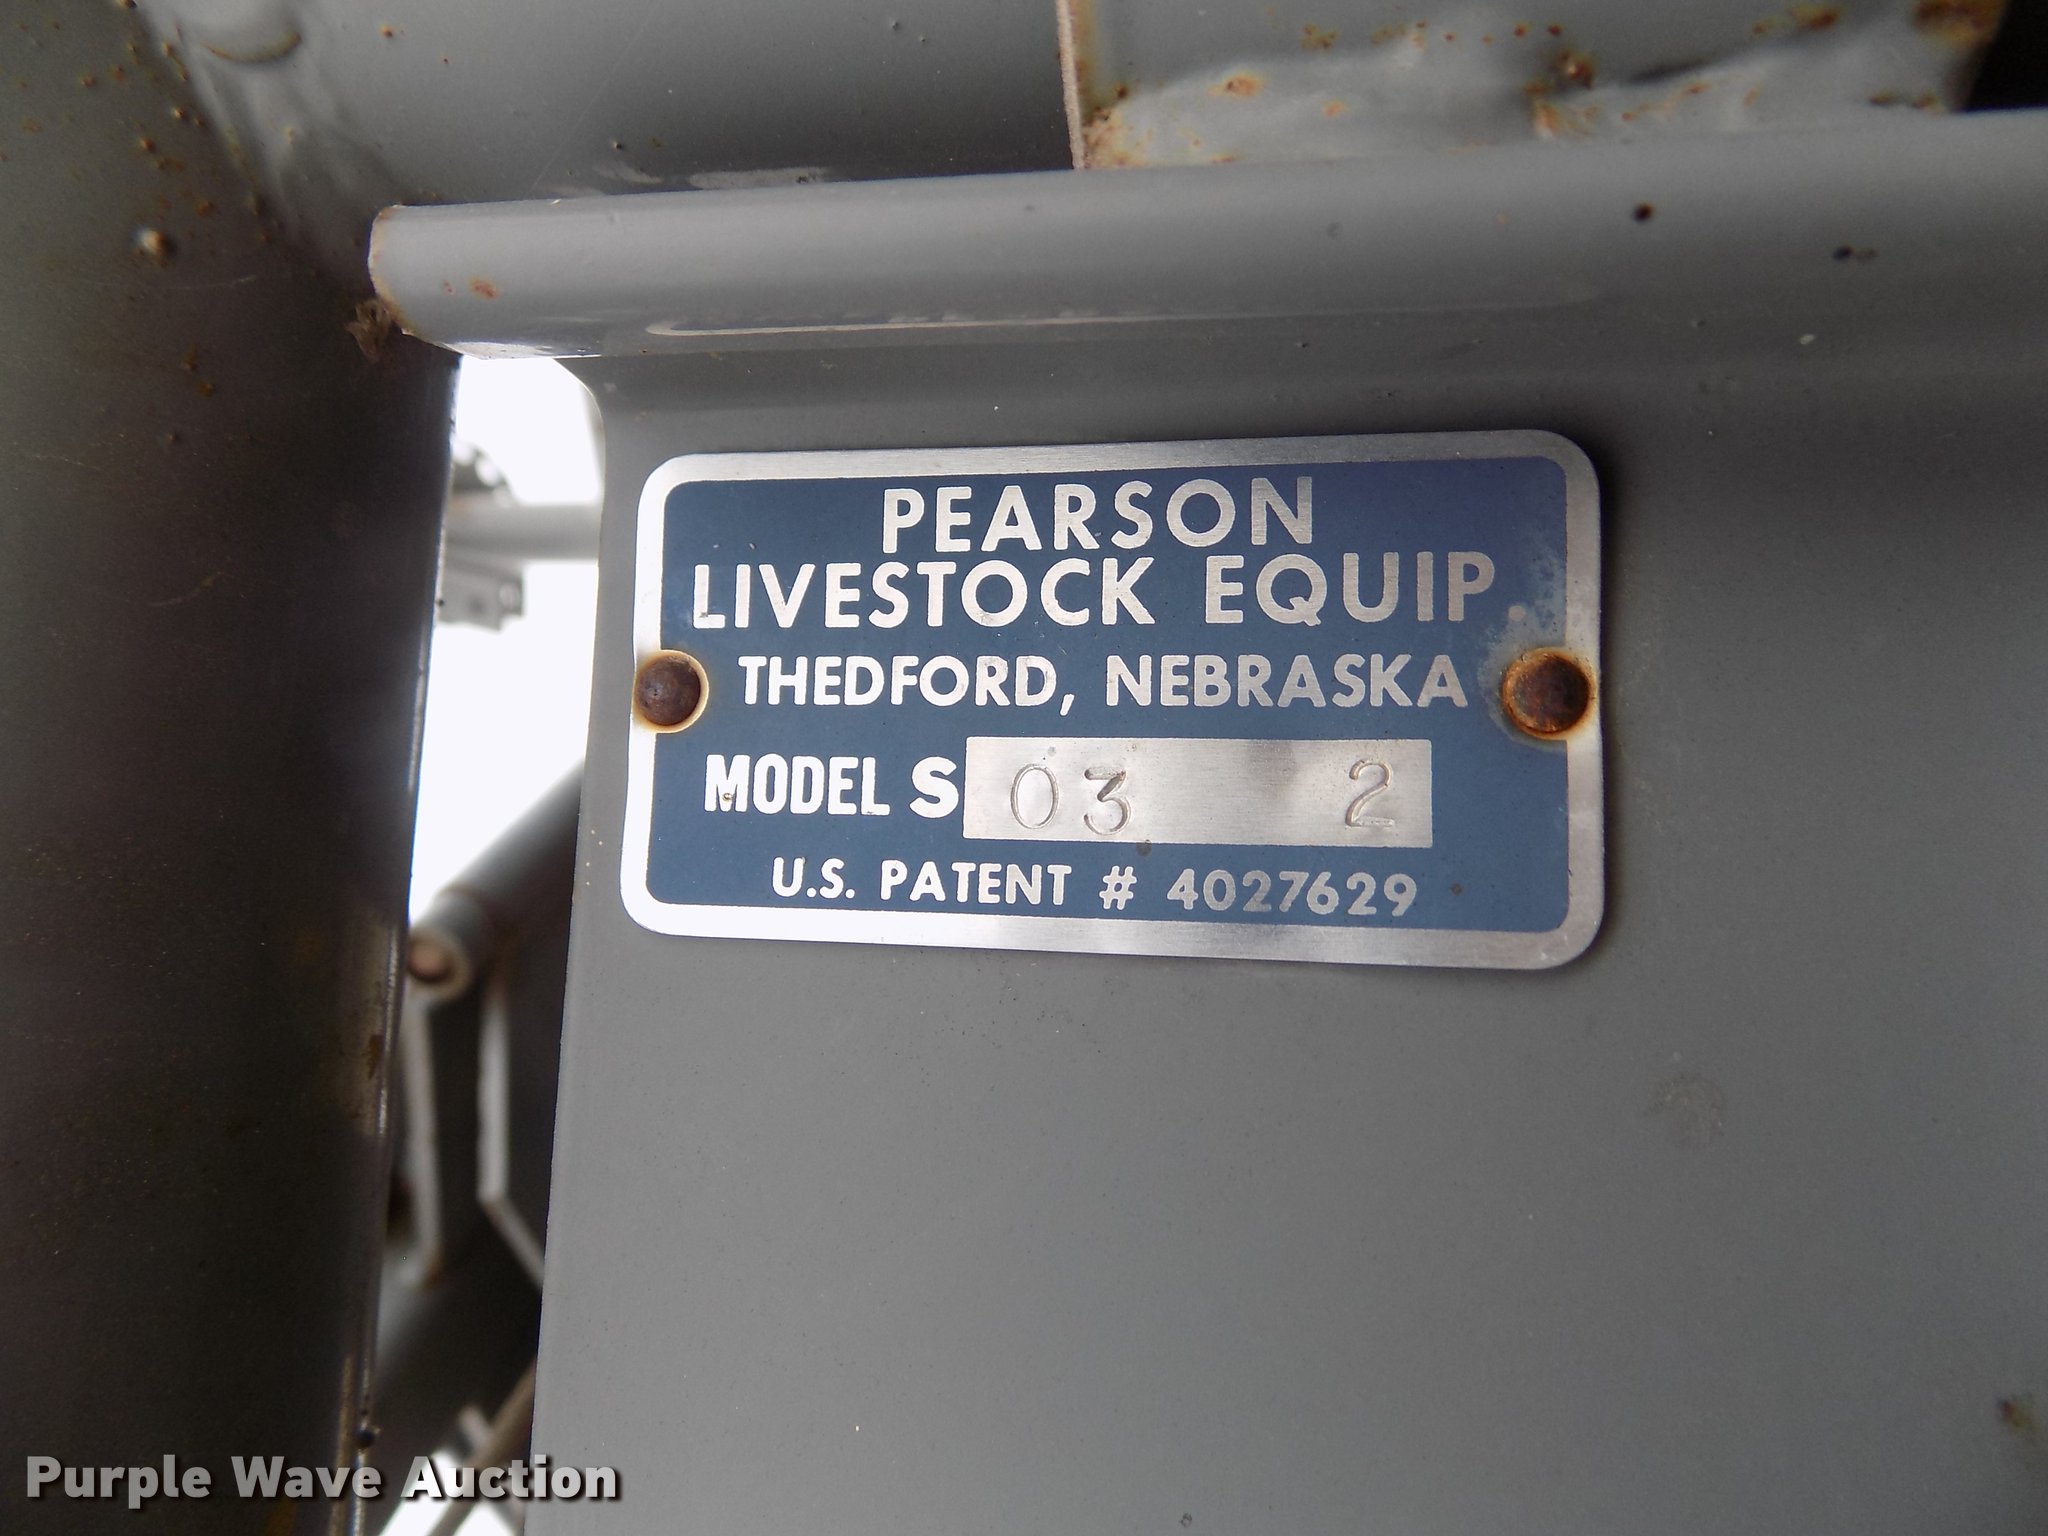 PEARSON
LIVESTOCK EQUIP.
THEDFORD, NEBRASKA
MODEL S 03 2
U.S. PATENT # 4027629
Purple Wave Auction